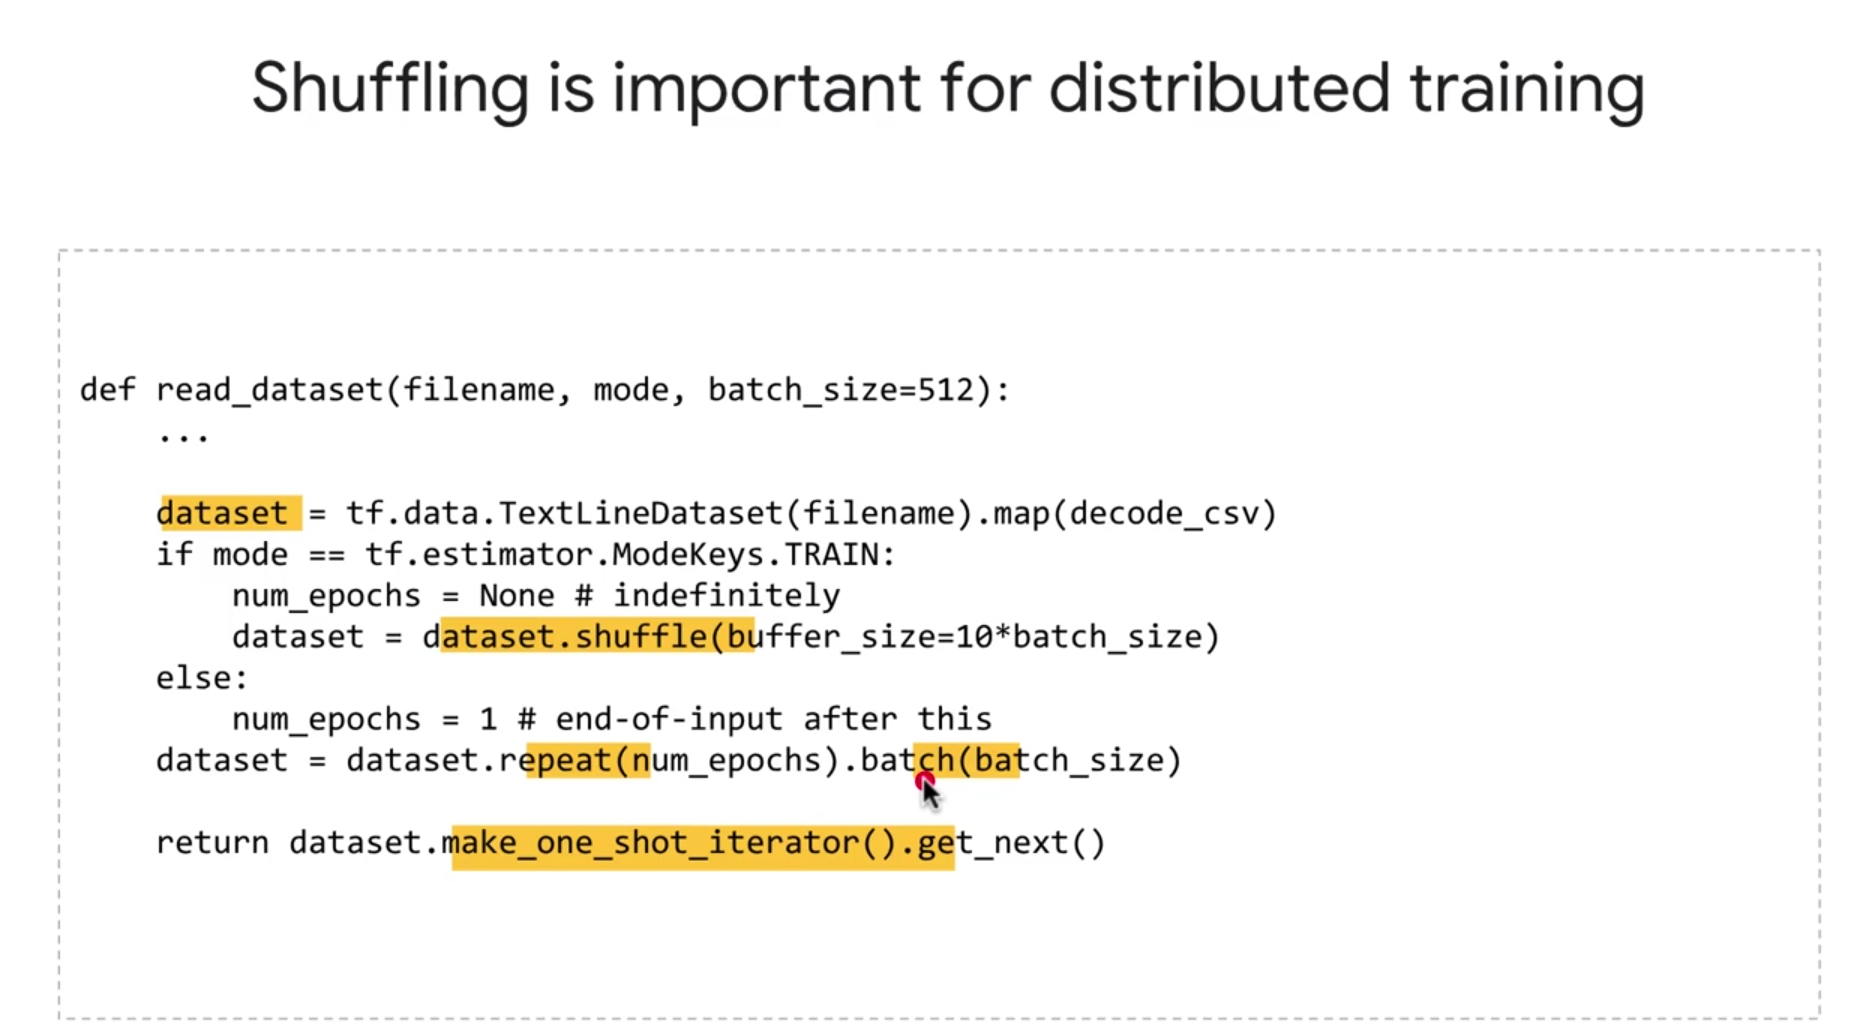 Shuffling is important for distributed training
def read_dataset(filename, mode, batch_size=512):
    ...
    dataset = tf.data.TextLineDataset(filename).map(decode_csv)
    if mode == tf.estimator.ModeKeys.TRAIN:
        num_epochs = None # indefinitely
        dataset = dataset.shuffle(buffer_size=10*batch_size)
    else:
        num_epochs = 1 # end-of-input after this
    dataset = dataset.repeat(num_epochs).batch(batch_size)
    return dataset.make_one_shot_iterator().get_next()